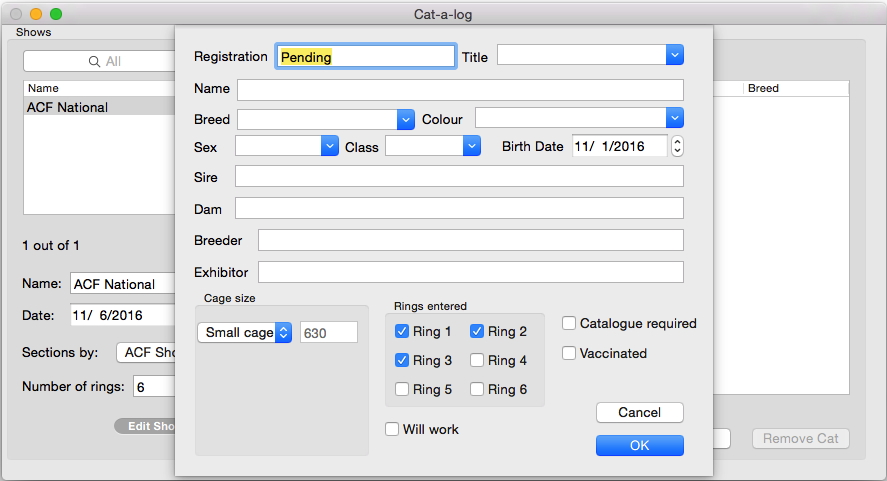 Cat-a-log
Shows
All
Name
ACF National
1 out of 1
Name: ACF National
Date: 11/ 6/2016
Sections by: ACF Sho
Number of rings: 6
Edit Sho
Registration Pending Title
Name
Breed Colour
Sex Class Birth Date 11/ 1/2016
Sire
Dam
Breeder
Exhibitor
Cage size
Small cage 630
Rings entered
Ring 1 Ring 2
Ring 3 Ring 4
Ring 5 Ring 6
Will work
Catalogue required
Vaccinated
Cancel
OK
Breed
Remove Cat